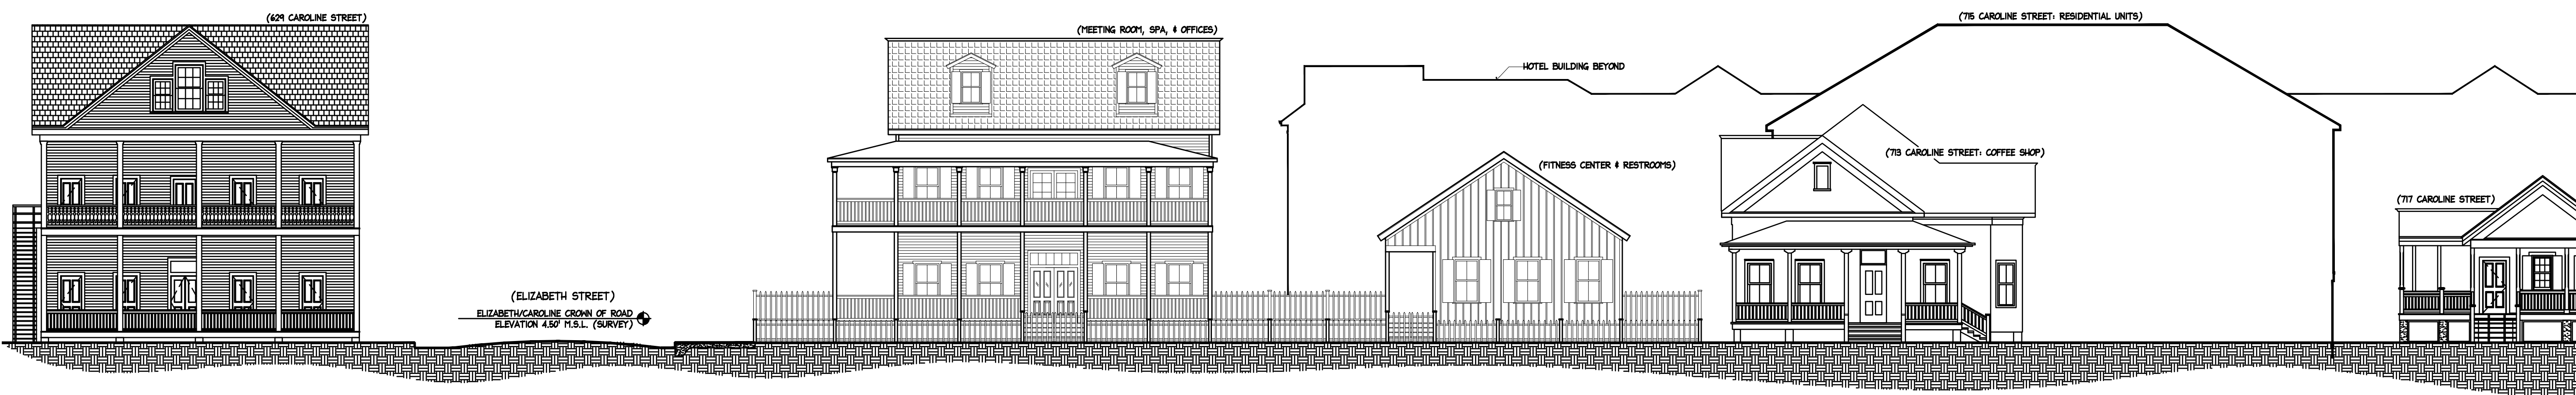 (629 CAROLINE STREET)
(MEETING ROOM, SPA, & OFFICES)
(715 CAROLINE STREET: RESIDENTIAL UNITS)
HOTEL BUILDING BEYOND
(FITNESS CENTER & RESTROOMS)
(713 CAROLINE STREET: COFFEE SHOP)
(717 CAROLINE STREET)
(ELIZABETH STREET)
ELIZABETH/CAROLINE CROWN OF ROAD
ELEVATION 4.50' M.S.L. (SURVEY)